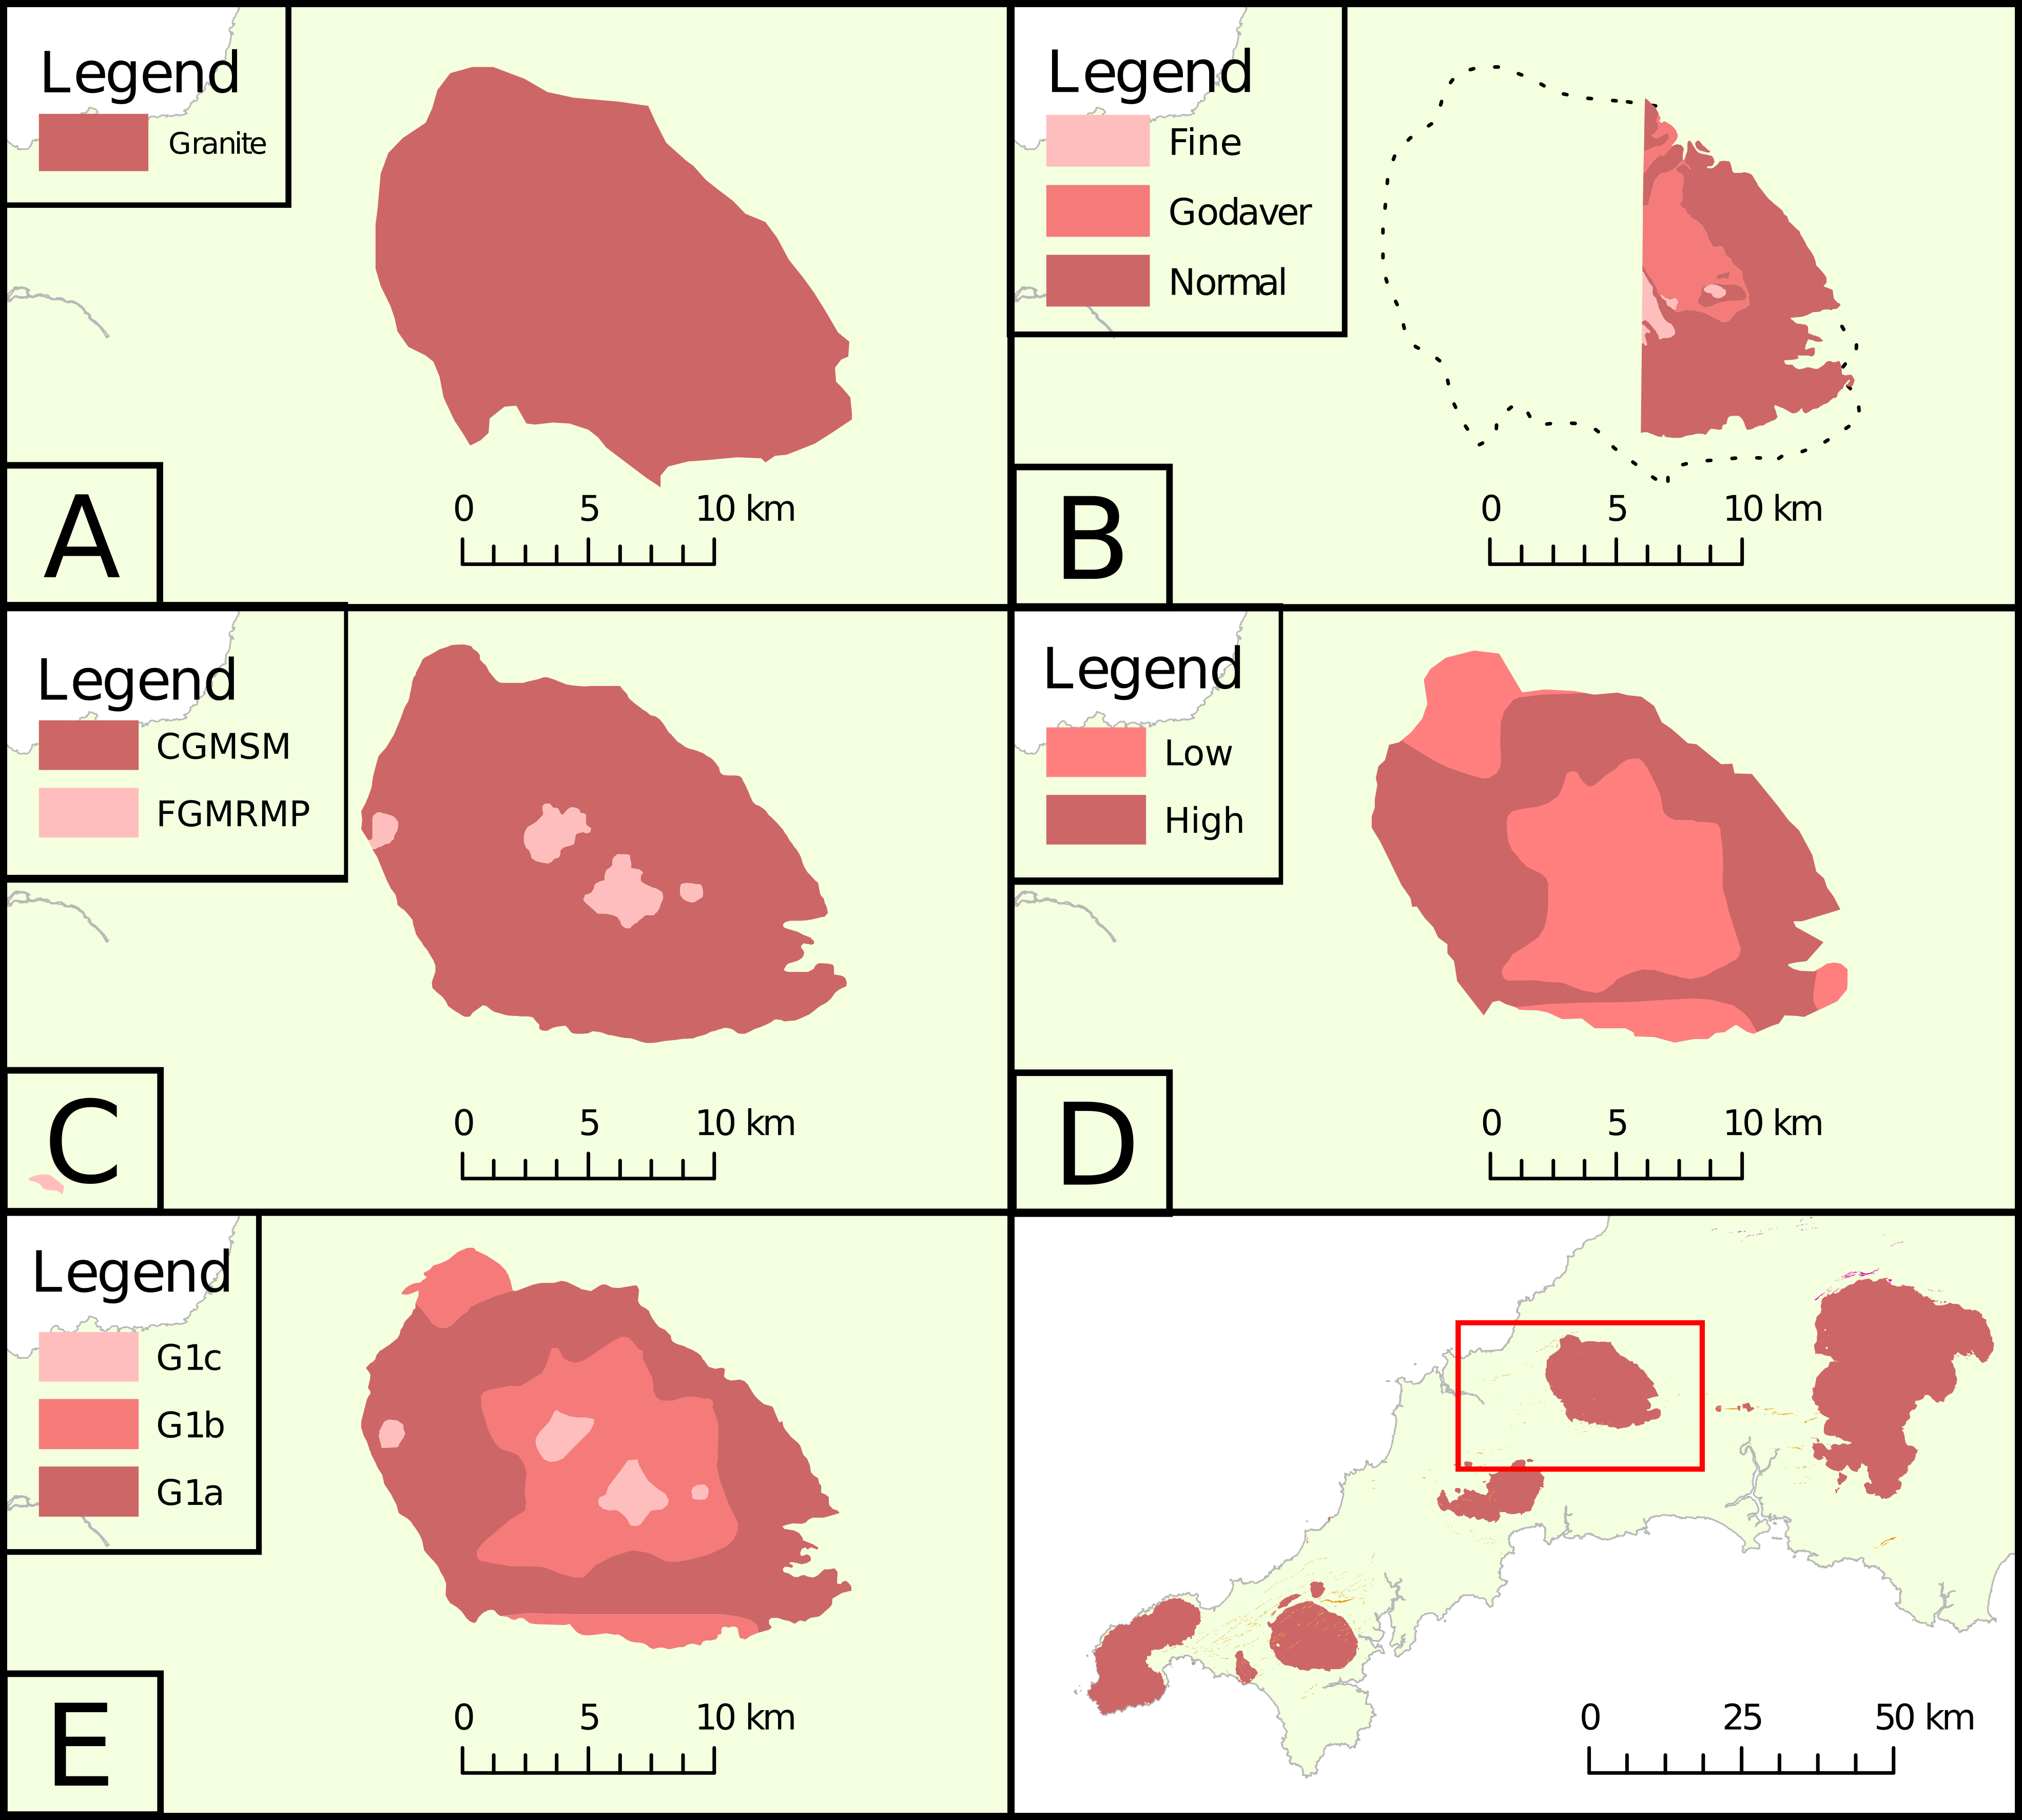 Legend
Granite
A
0 5 10 km
Legend
Fine
Godaver
Normal
B
0 5 10 km
Legend
CGMSM
FGMRMP
C
0 5 10 km
Legend
Low
High
D
0 5 10 km
Legend
G1c
G1b
G1a
E
0 5 10 km
0 25 50 km